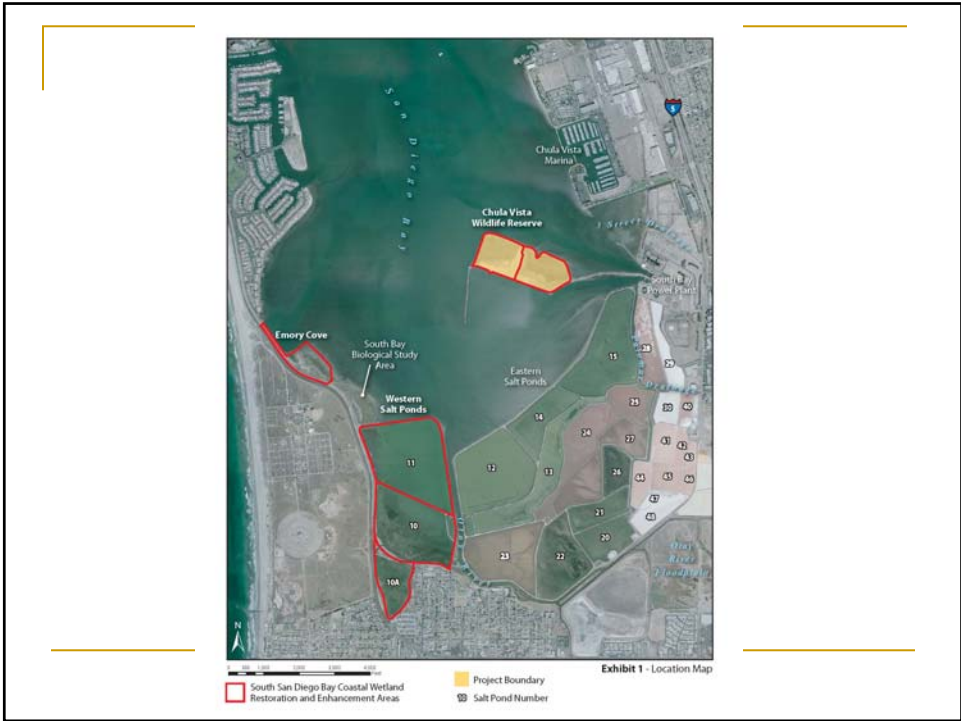 San Diego Bay
5
Chula Vista
Marina
Chula Vista
Wildlife Reserve
J Street
South Bay
Power Plant
Emory Cove
South Bay
Biological Study
Area
Eastern
Salt Ponds
Western
Salt Ponds
15
28
29
14
25
30
40
24
27
41
42
43
11
12
13
26
44
45
46
47
48
21
20
10
23
22
10A
Otay
River
Floodplain
N
Exhibit 1 - Location Map
South San Diego Bay Coastal Wetland
Restoration and Enhancement Areas
Project Boundary
10 Salt Pond Number